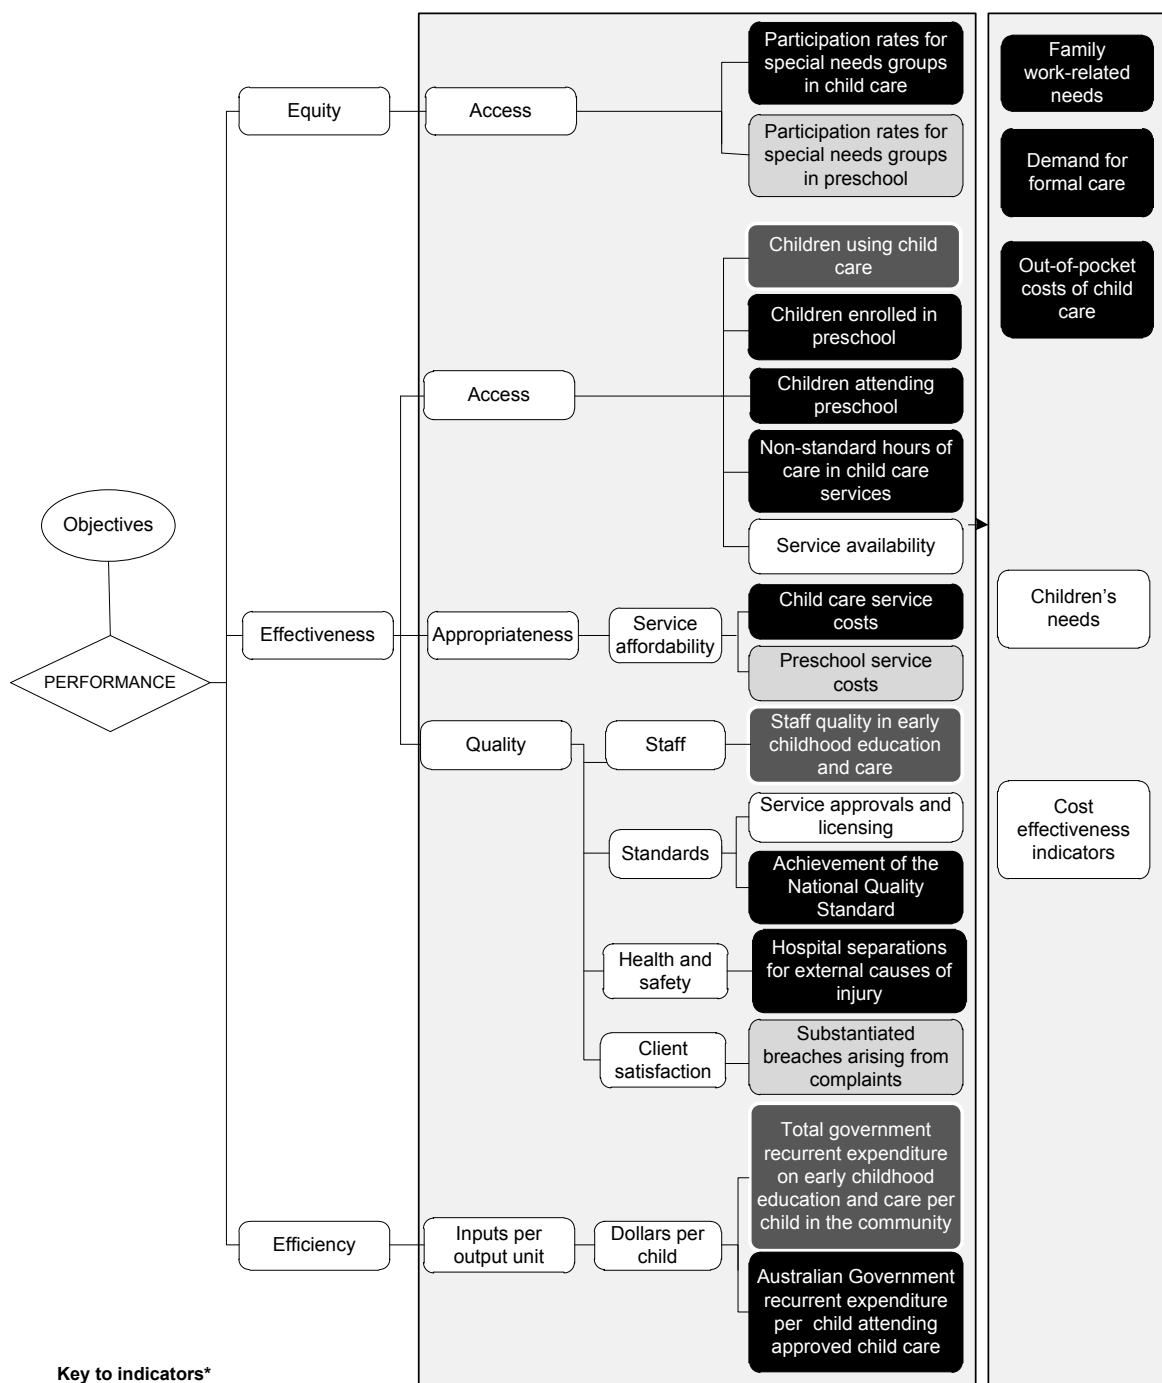 Objectives
PERFORMANCE
Equity
Access
Participation rates for
special needs groups
in child care
Participation rates for
special needs groups
in preschool
Effectiveness
Access
Children using child
care
Children enrolled in
preschool
Children attending
preschool
Non-standard hours of
care in child care
services
Service availability
Appropriateness
Service
affordability
Child care service
costs
Preschool service
costs
Quality
Staff
Staff quality in early
childhood education
and care
Standards
Service approvals and
licensing
Achievement of the
National Quality
Standard
Health and
safety
Hospital separations
for external causes of
injury
Client
satisfaction
Substantiated
breaches arising from
complaints
Efficiency
Inputs per
output unit
Dollars per
child
Total government
recurrent expenditure
on early childhood
education and care per
child in the community
Australian Government
recurrent expenditure
per child attending
approved child care
Family
work-related
needs
Demand for
formal care
Out-of-pocket
costs of child
care
Children's
needs
Cost
effectiveness
indicators
Key to indicators*